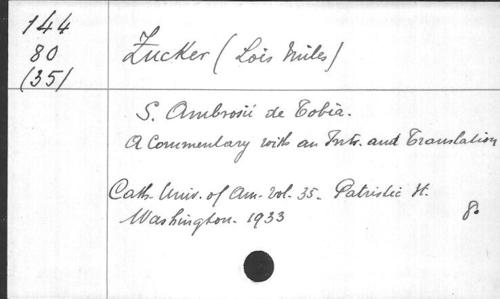 144
80
(35)
Zucker (Lois Miles)
S. Ambrosii de Tobia.
A Commentary with an Intr. and Translation
Cath. Univ. of Am. Vol. 35. Patristic St.
Washington. 1933
8.